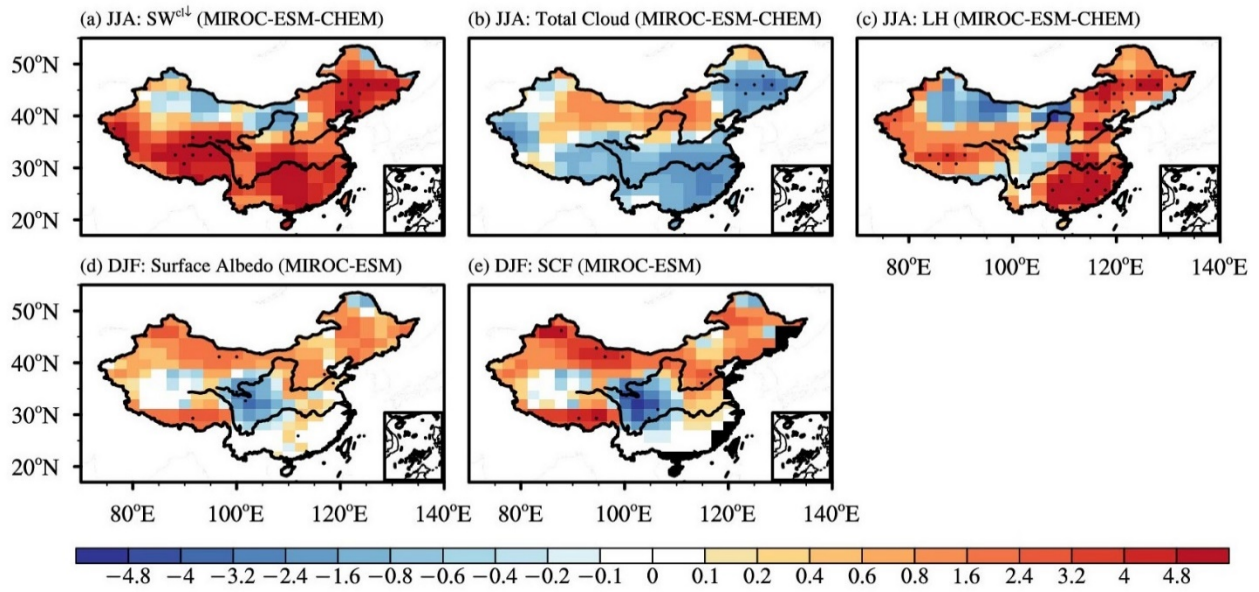 (a) JJA: SW^cl↓ (MIROC-ESM-CHEM)
(b) JJA: Total Cloud (MIROC-ESM-CHEM)
(c) JJA: LH (MIROC-ESM-CHEM)
50°N
40°N
30°N
20°N
80°E 100°E 120°E 140°E
(d) DJF: Surface Albedo (MIROC-ESM)
(e) DJF: SCF (MIROC-ESM)
50°N
40°N
30°N
20°N
80°E 100°E 120°E 140°E
80°E 100°E 120°E 140°E
−4.8 −4 −3.2 −2.4 −1.6 −0.8 −0.6 −0.4 −0.2 −0.1 0 0.1 0.2 0.4 0.6 0.8 1.6 2.4 3.2 4 4.8